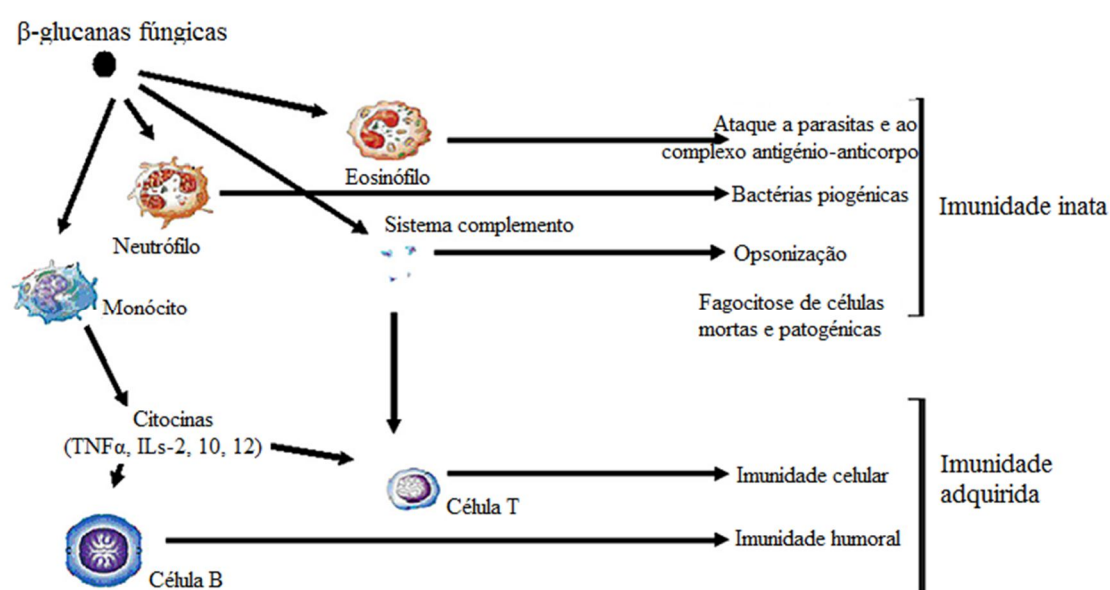 β-glucanas fúngicas
Eosinófilo
Ataque a parasitas e ao
complexo antigénio-anticorpo
Neutrófilo
Bactérias piogénicas
Imunidade inata
Sistema complemento
Opsonização
Monócito
Fagocitose de células
mortas e patogénicas
Citocinas
(TNFα, ILs-2, 10, 12)
Célula T
Imunidade celular
Imunidade
adquirida
Célula B
Imunidade humoral